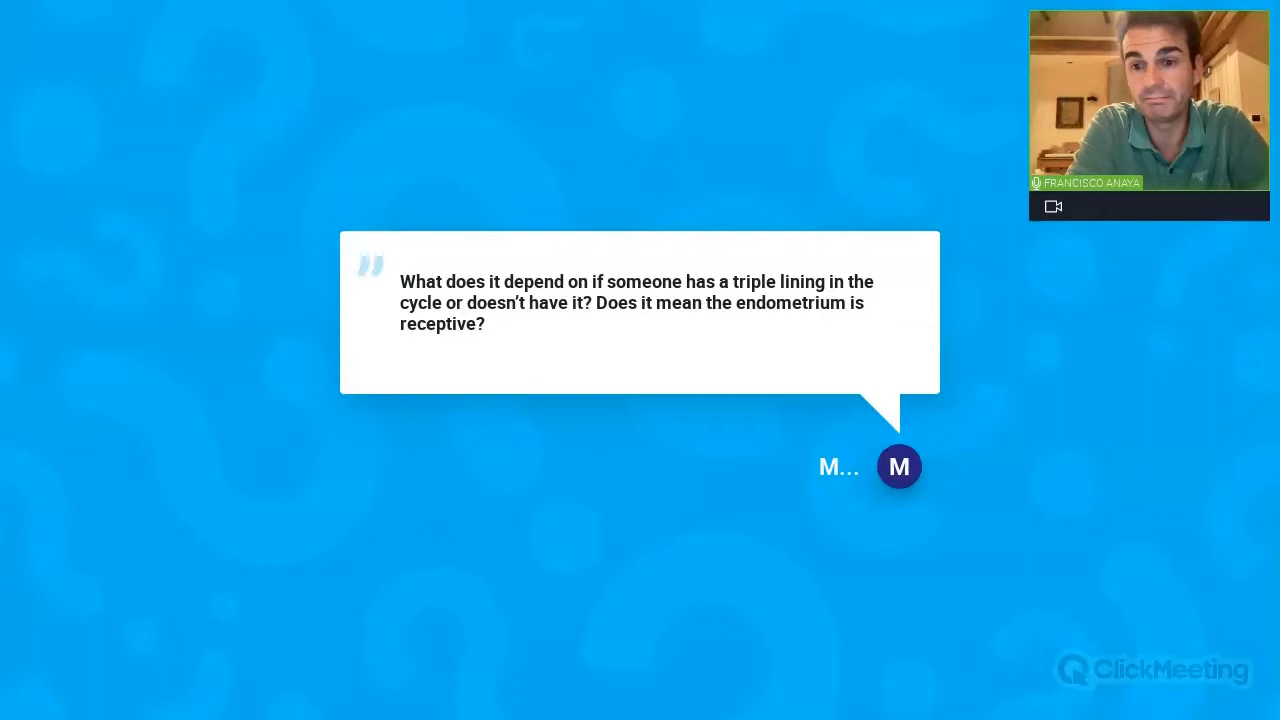 FRANCISCO ANAYA
What does it depend on if someone has a triple lining in the
cycle or doesn’t have it? Does it mean the endometrium is
receptive?
M... M
ClickMeeting